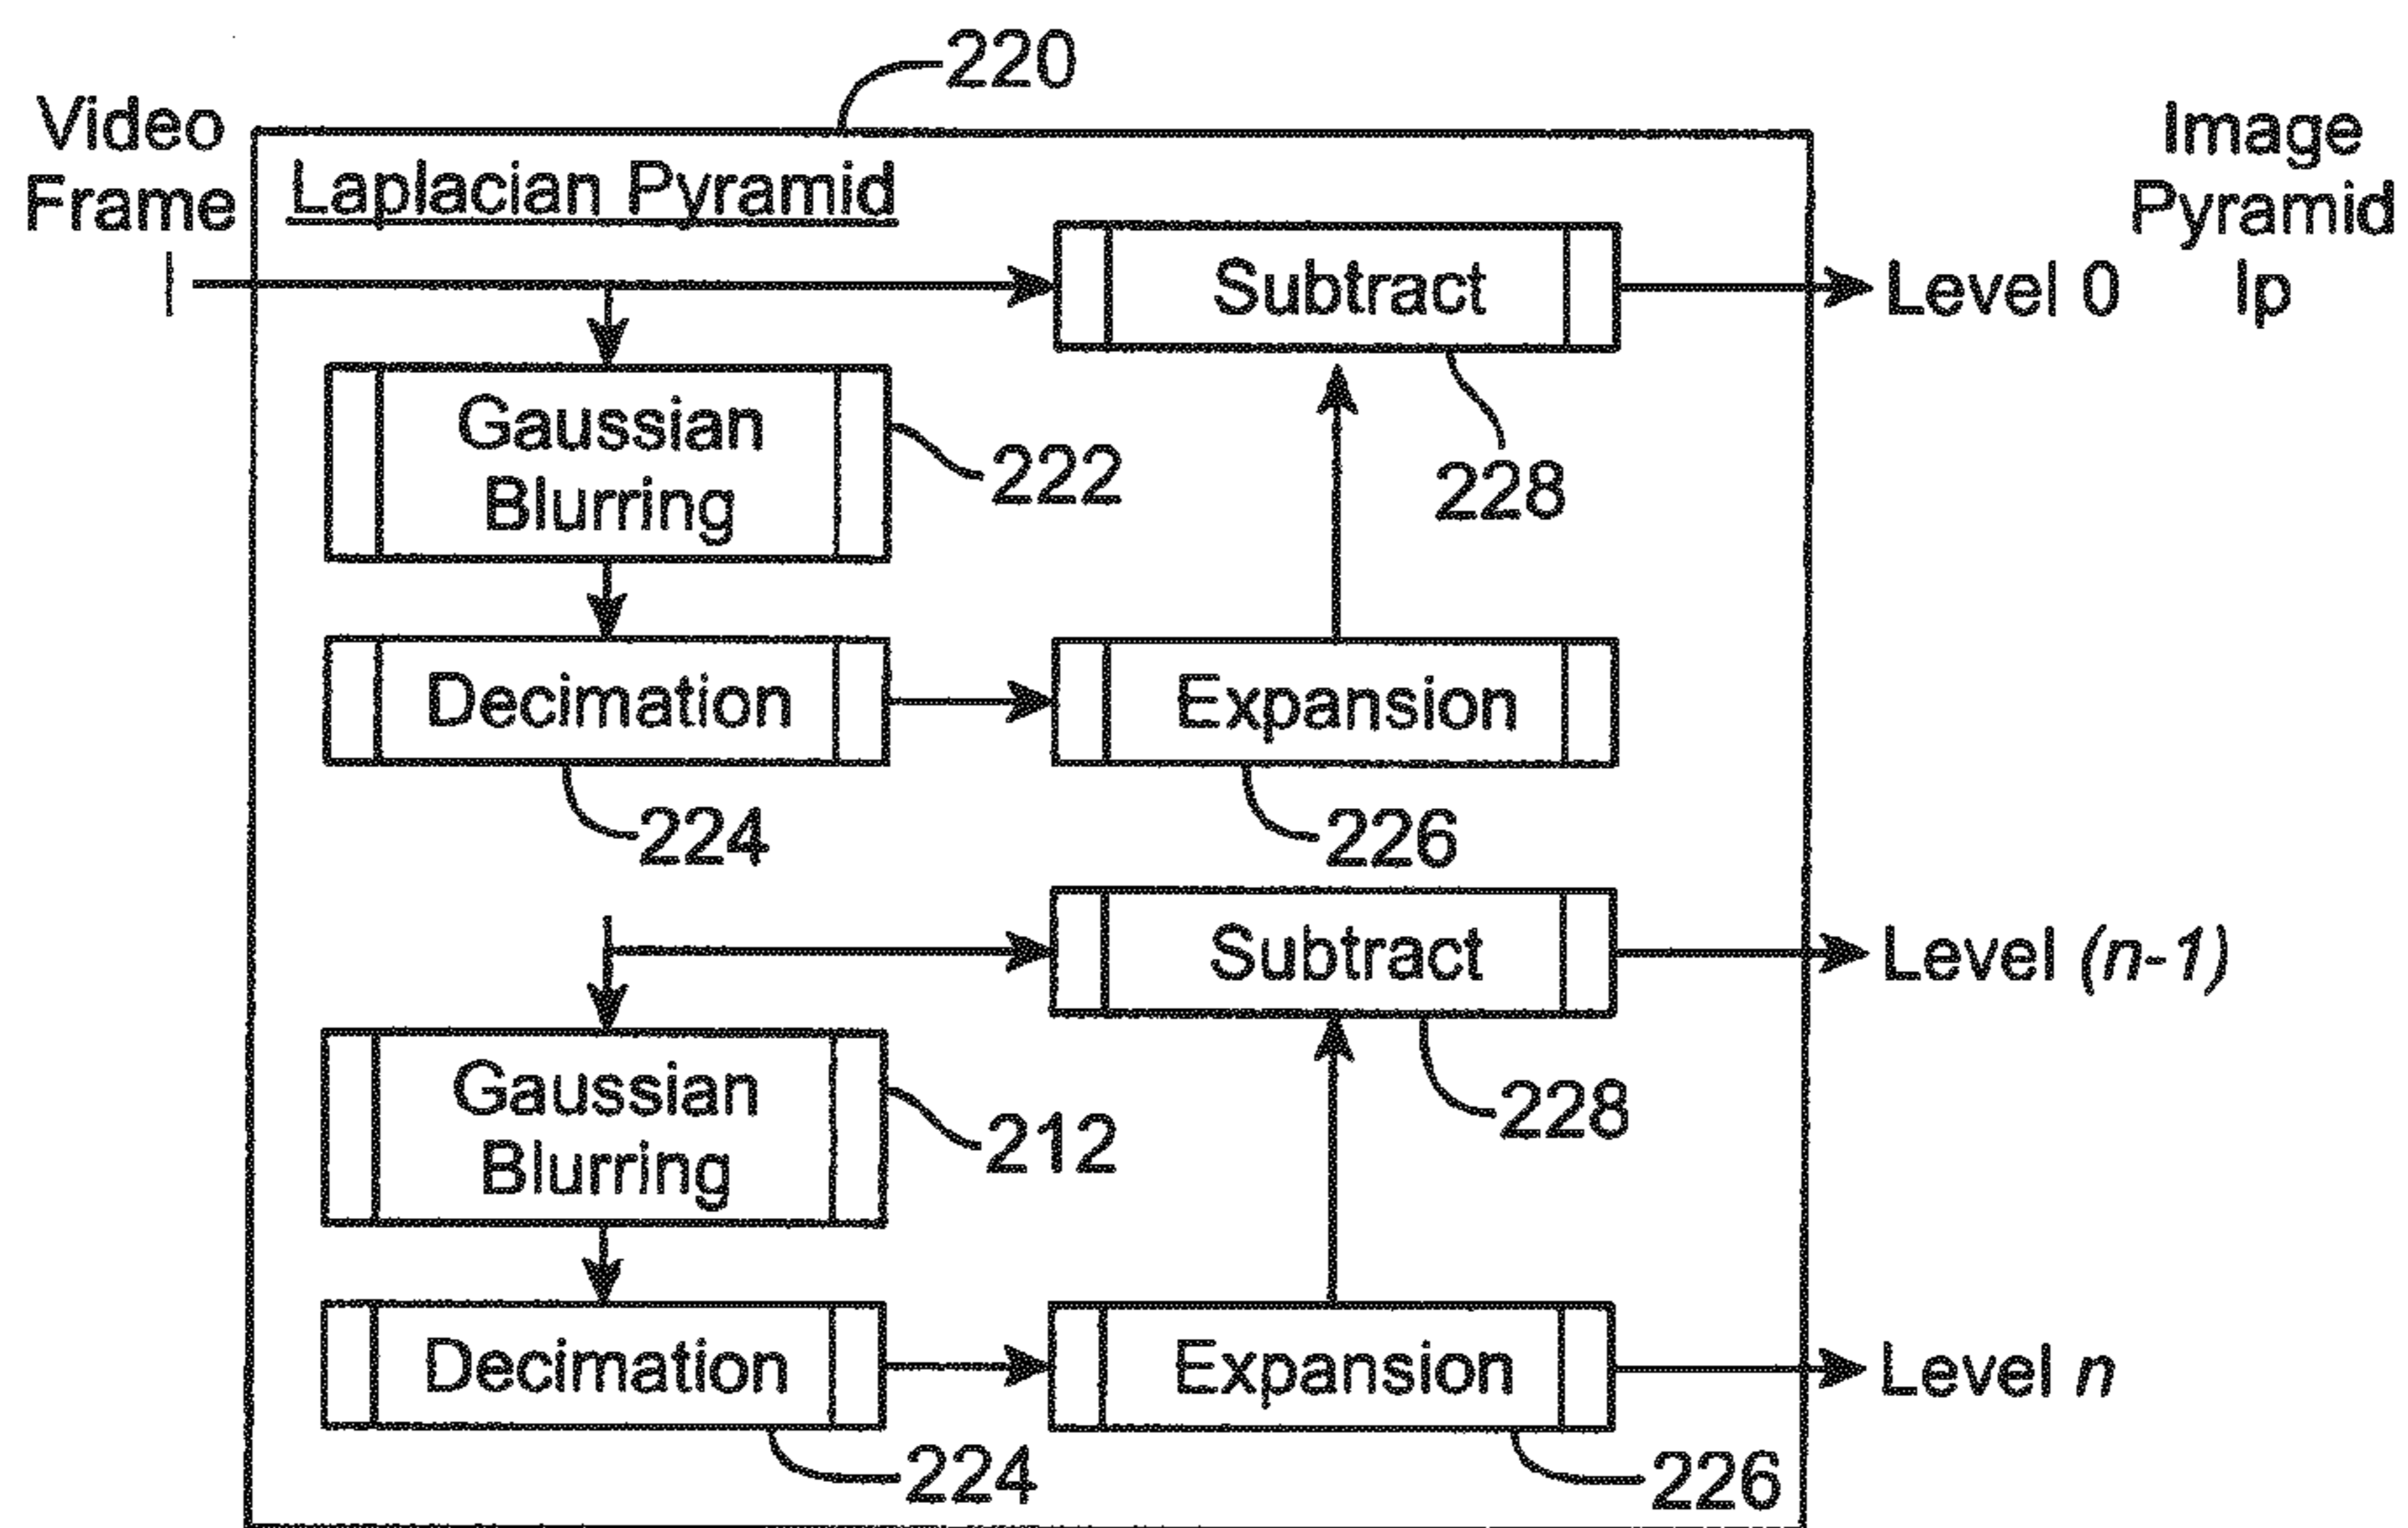 220
Video
Frame
I
Laplacian Pyramid
Image
Pyramid
Ip
Subtract
Level 0
228
Gaussian
Blurring
222
Decimation
224
Expansion
226
Subtract
Level (n-1)
228
Gaussian
Blurring
212
Decimation
224
Expansion
226
Level n